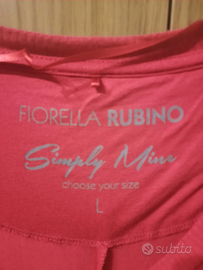 FIORELLA RUBINO
Simply Mine
choose your size
L
subito